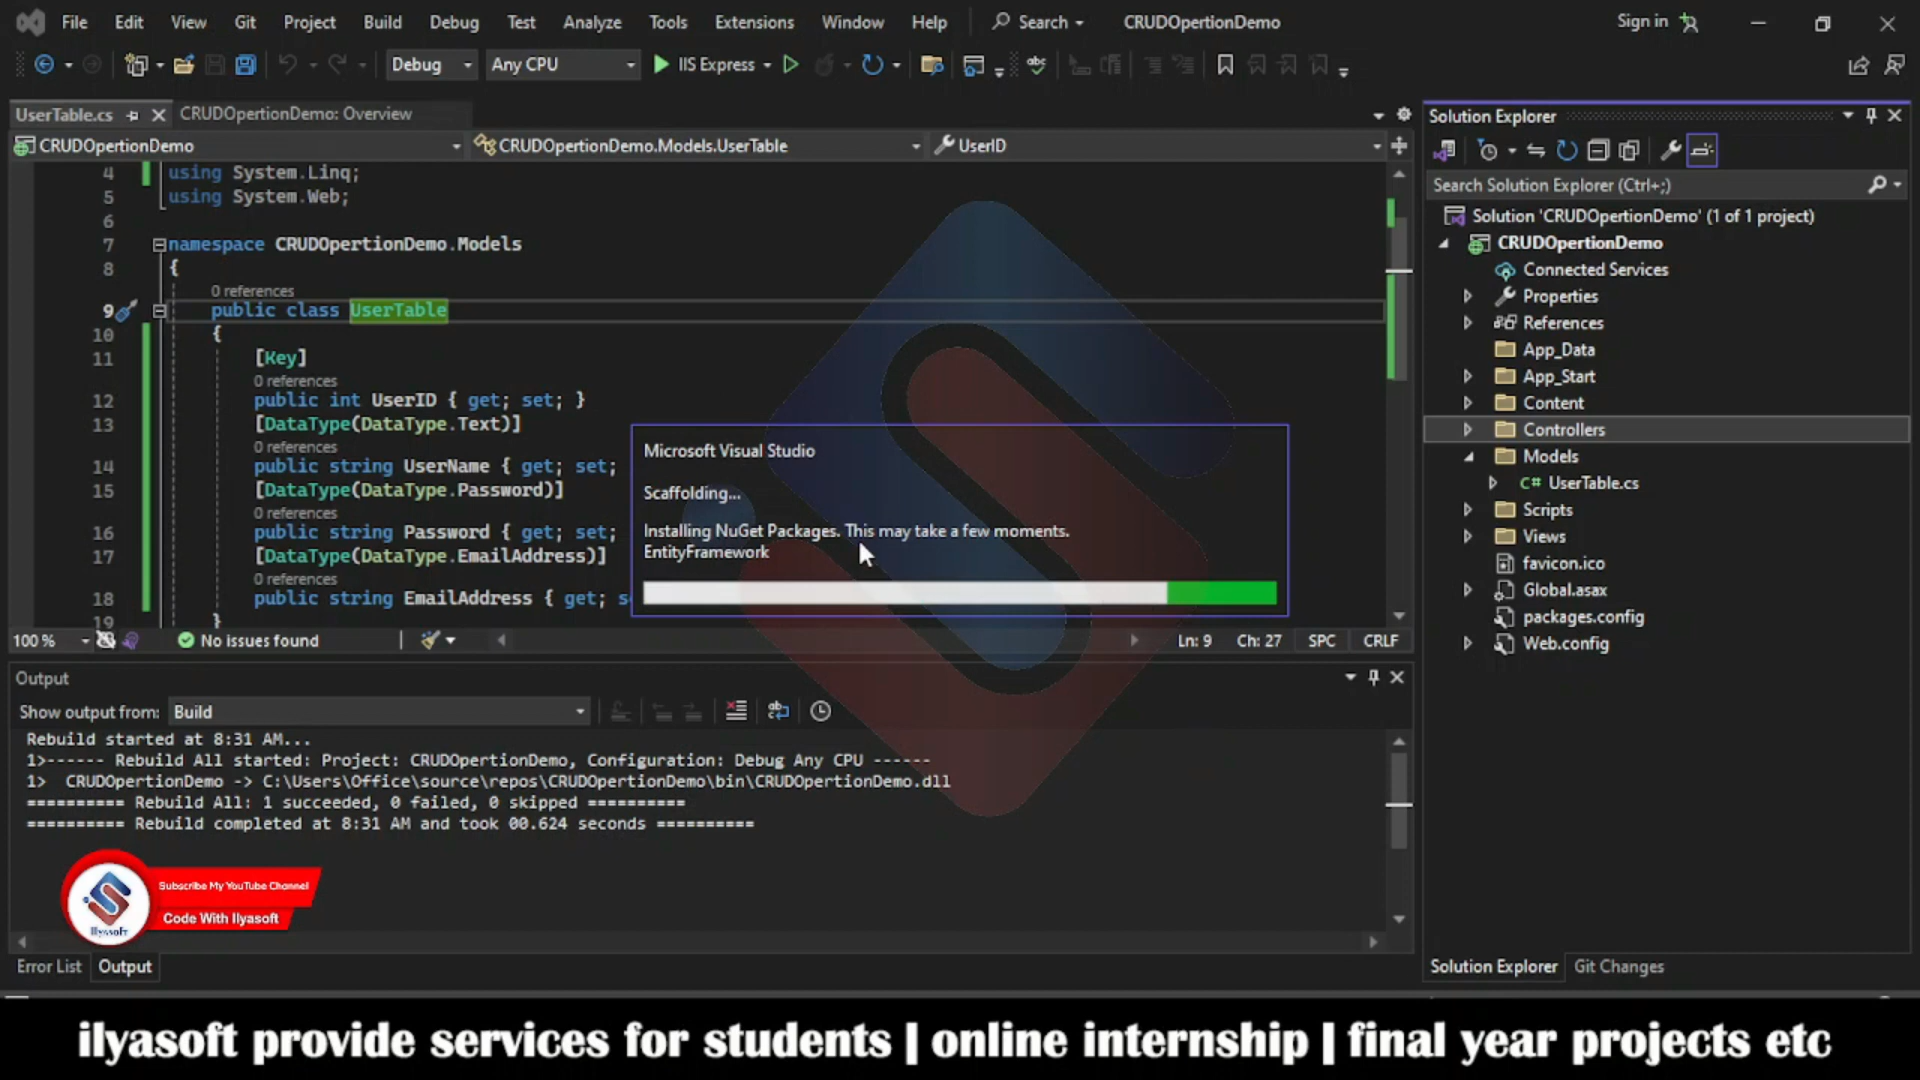 File Edit View Git Project Build Debug Test Analyze Tools Extensions Window Help Search CRUDOpertionDemo Sign in
Debug Any CPU IIS Express
UserTable.cs CRUDOpertionDemo: Overview
CRUDOpertionDemo CRUDOpertionDemo.Models.UserTable UserID
4 using System.Linq;
5 using System.Web;
6
7 namespace CRUDOpertionDemo.Models
8 {
0 references
9 public class UserTable
10 {
11 [Key]
0 references
12 public int UserID { get; set; }
13 [DataType(DataType.Text)]
0 references
14 public string UserName { get; set;
15 [DataType(DataType.Password)]
0 references
16 public string Password { get; set;
17 [DataType(DataType.EmailAddress)]
0 references
18 public string EmailAddress { get; s
19 }
Microsoft Visual Studio
Scaffolding...
Installing NuGet Packages. This may take a few moments.
EntityFramework
100 % No issues found Ln: 9 Ch: 27 SPC CRLF
Output
Show output from: Build
Rebuild started at 8:31 AM...
1>------ Rebuild All started: Project: CRUDOpertionDemo, Configuration: Debug Any CPU ------
1> CRUDOpertionDemo -> C:\Users\Office\source\repos\CRUDOpertionDemo\bin\CRUDOpertionDemo.dll
========== Rebuild All: 1 succeeded, 0 failed, 0 skipped ==========
========== Rebuild completed at 8:31 AM and took 00.624 seconds ==========
Subscribe My YouTube Channel
Code With Ilyasoft
Ilyasoft
Error List Output
Solution Explorer
Search Solution Explorer (Ctrl+;)
Solution 'CRUDOpertionDemo' (1 of 1 project)
CRUDOpertionDemo
Connected Services
Properties
References
App_Data
App_Start
Content
Controllers
Models
C# UserTable.cs
Scripts
Views
favicon.ico
Global.asax
packages.config
Web.config
Solution Explorer Git Changes
ilyasoft provide services for students | online internship | final year projects etc